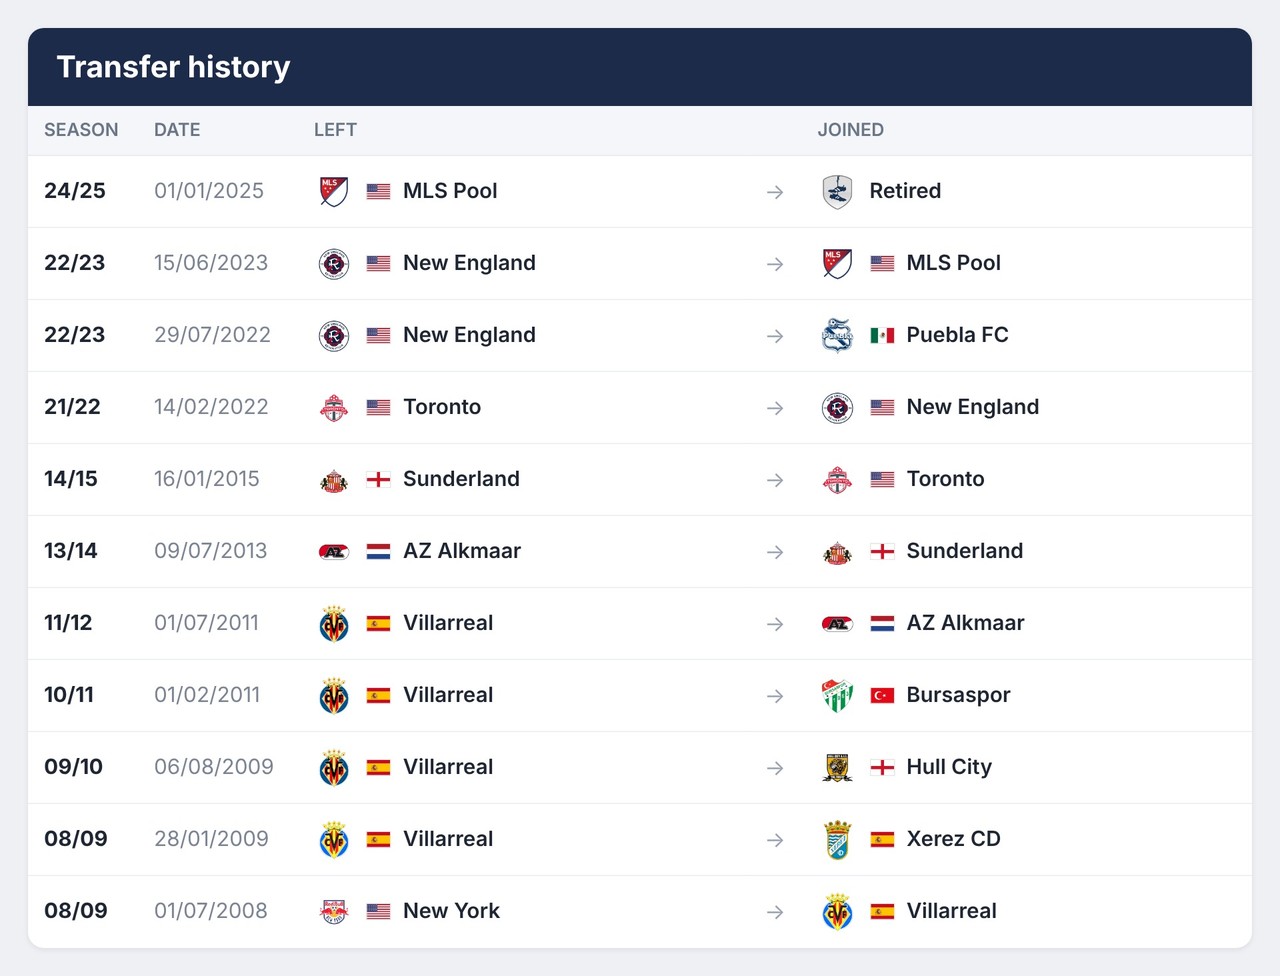 Transfer history
SEASON DATE LEFT JOINED
24/25 01/01/2025 MLS MLS Pool → Retired
22/23 15/06/2023 New England → MLS MLS Pool
22/23 29/07/2022 New England → Puebla FC
21/22 14/02/2022 Toronto → New England
14/15 16/01/2015 Sunderland → Toronto
13/14 09/07/2013 AZ AZ Alkmaar → Sunderland
11/12 01/07/2011 Villarreal → AZ AZ Alkmaar
10/11 01/02/2011 Villarreal → Bursaspor
09/10 06/08/2009 Villarreal → Hull City
08/09 28/01/2009 Villarreal → Xerez CD
08/09 01/07/2008 New York → Villarreal